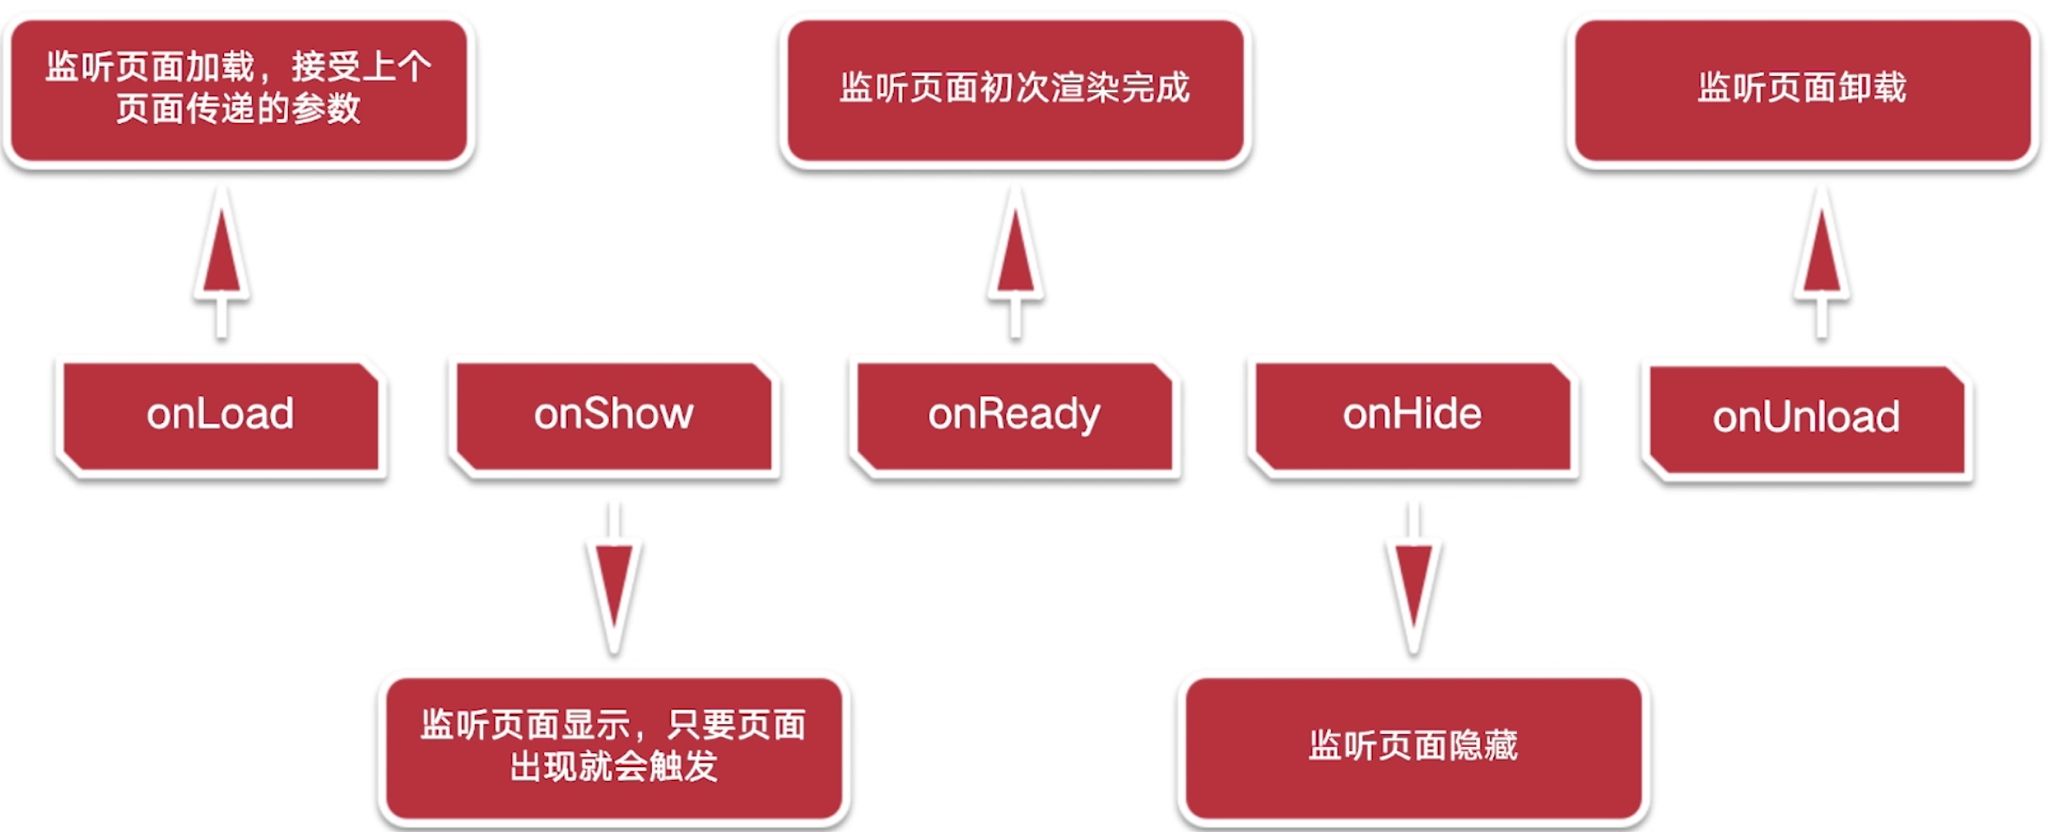 监听页面加载，接受上个
页面传递的参数
监听页面初次渲染完成
监听页面卸载
onLoad
onShow
onReady
onHide
onUnload
监听页面显示，只要页面
出现就会触发
监听页面隐藏